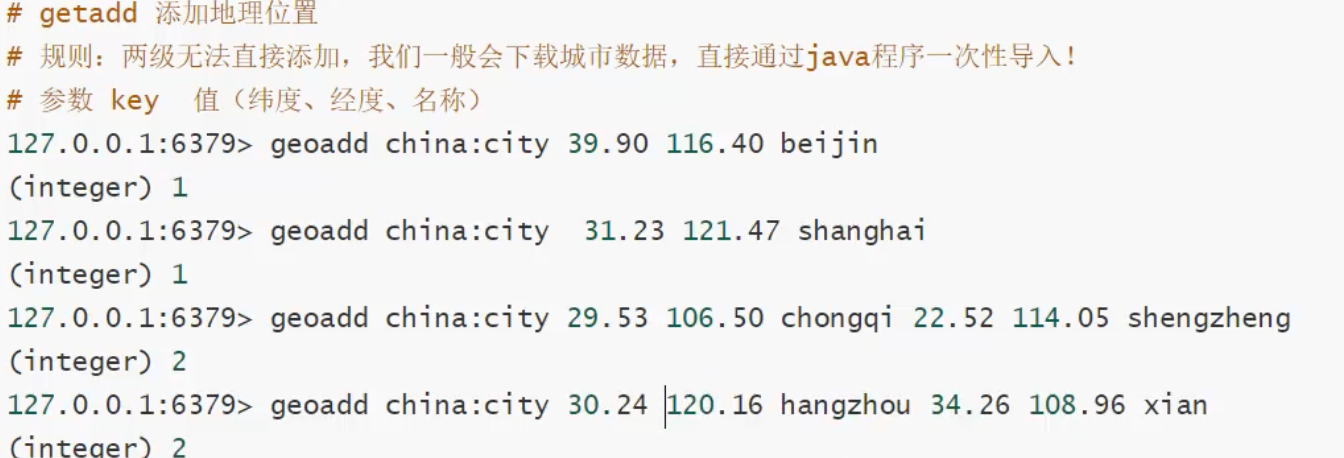 # getadd 添加地理位置
# 规则：两级无法直接添加，我们一般会下载城市数据，直接通过java程序一次性导入！
# 参数 key 值（纬度、经度、名称）
127.0.0.1:6379> geoadd china:city 39.90 116.40 beijin
(integer) 1
127.0.0.1:6379> geoadd china:city 31.23 121.47 shanghai
(integer) 1
127.0.0.1:6379> geoadd china:city 29.53 106.50 chongqi 22.52 114.05 shengzheng
(integer) 2
127.0.0.1:6379> geoadd china:city 30.24 120.16 hangzhou 34.26 108.96 xian
(integer) 2